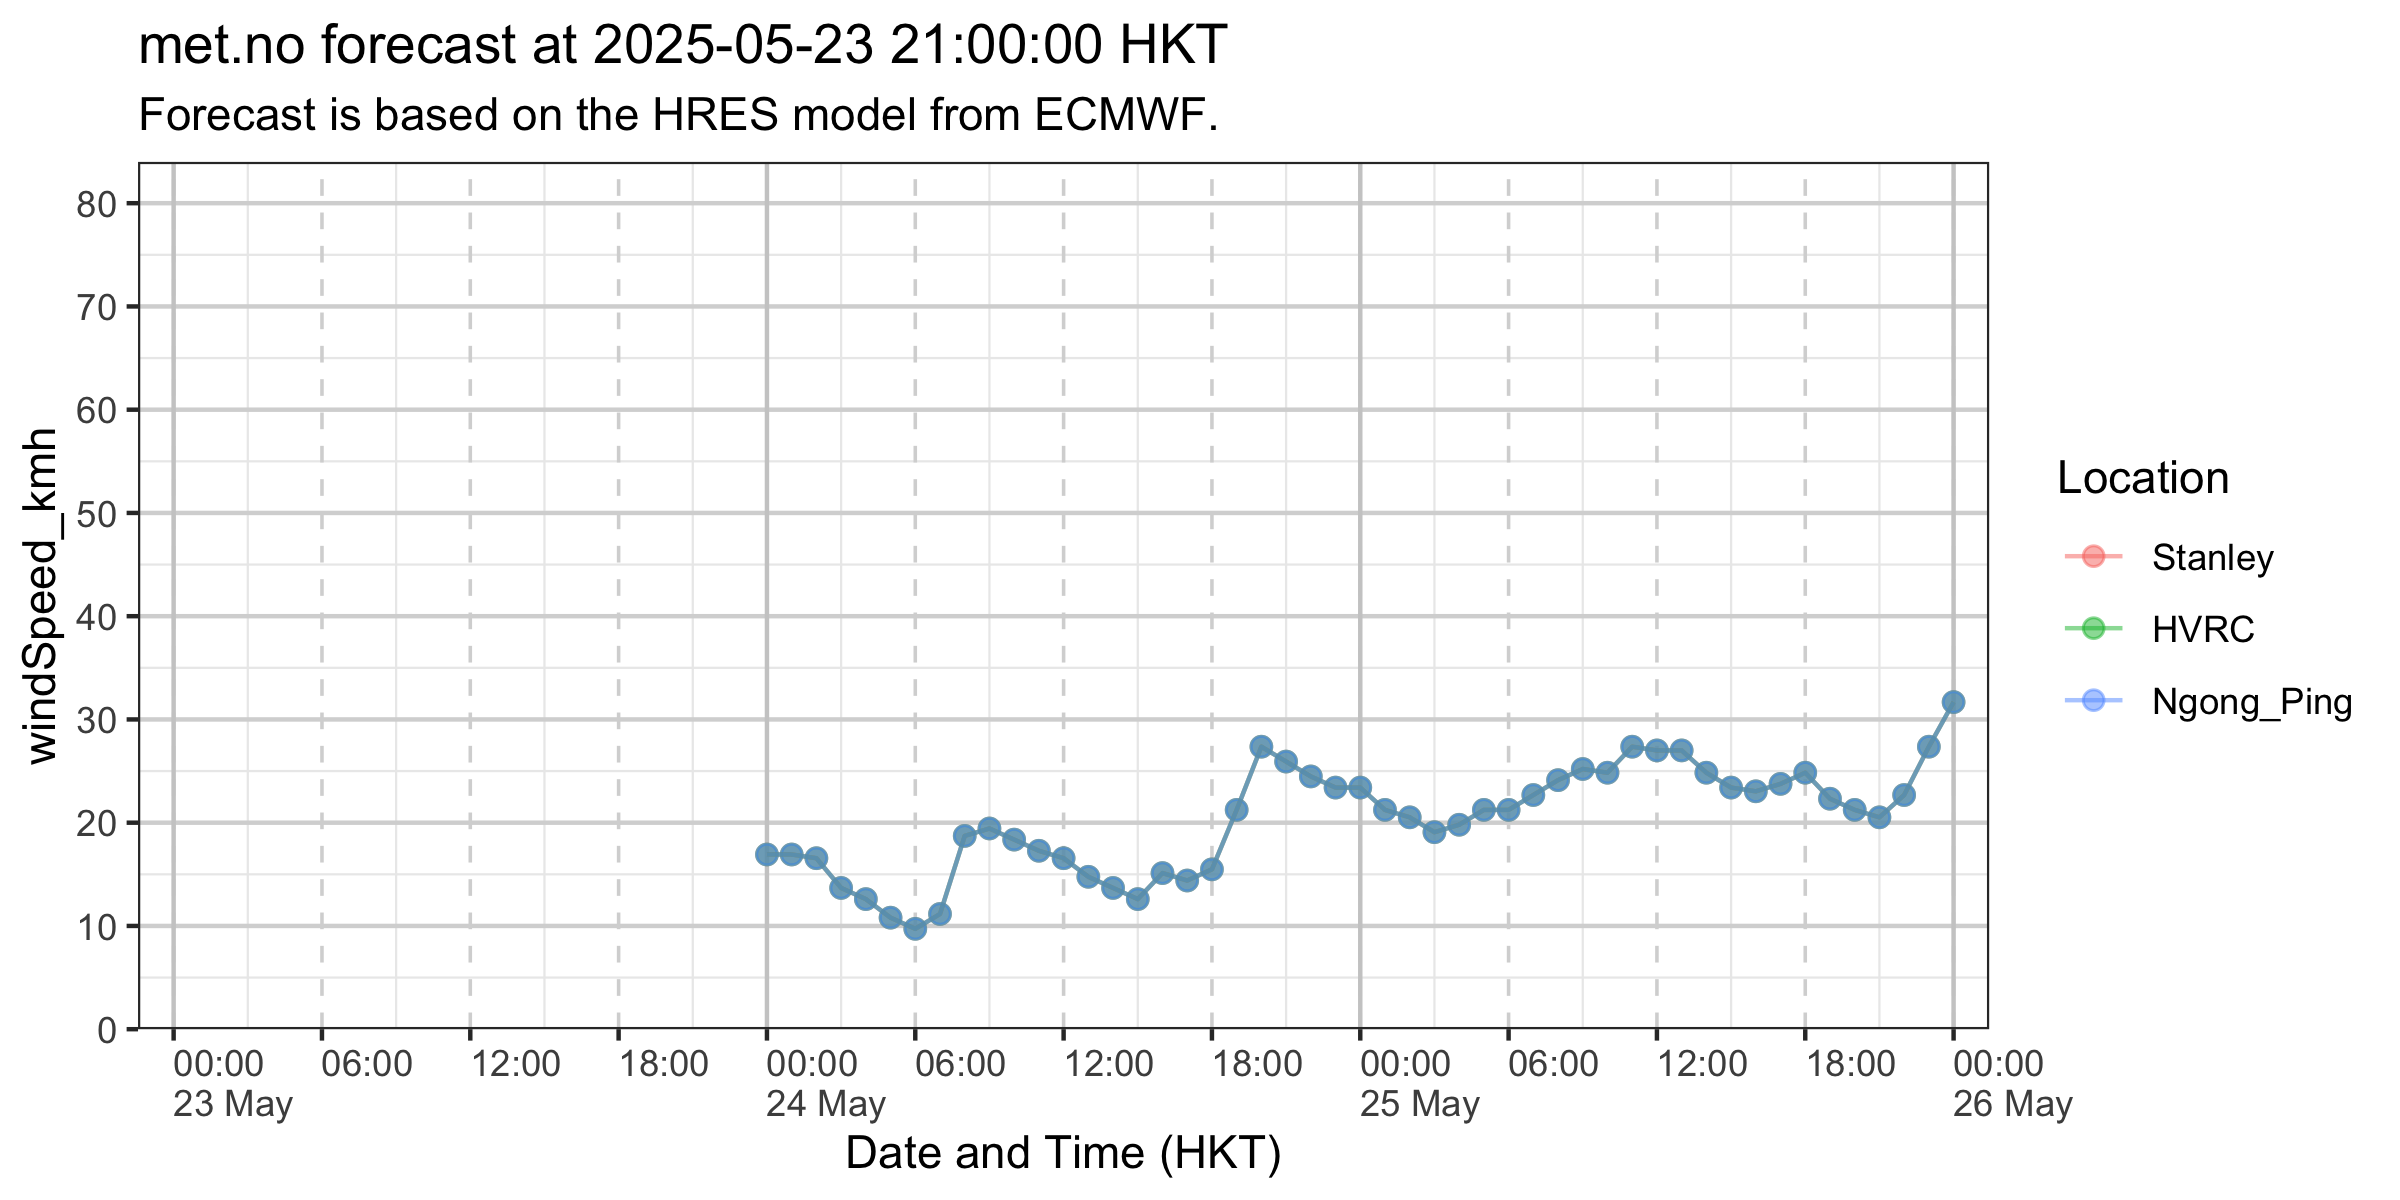 met.no forecast at 2025-05-23 21:00:00 HKT
Forecast is based on the HRES model from ECMWF.
windSpeed_kmh
80
70
60
50
40
30
20
10
0
00:00 06:00 12:00 18:00 00:00 06:00 12:00 18:00 00:00 06:00 12:00 18:00 00:00
23 May 24 May 25 May 26 May
Date and Time (HKT)
Location
Stanley
HVRC
Ngong_Ping